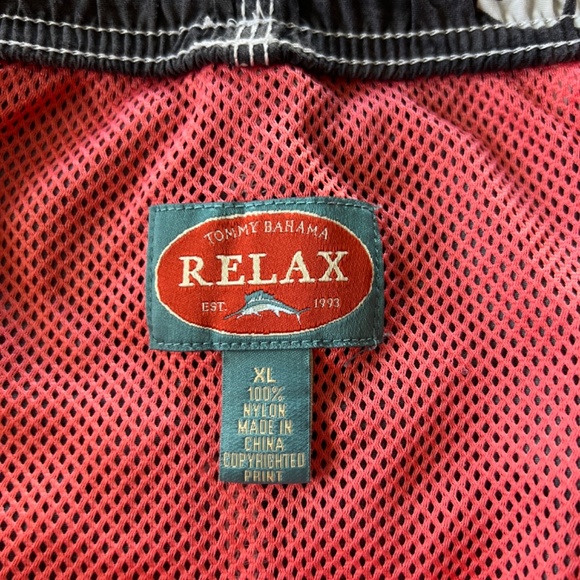 TOMMY BAHAMA
RELAX
EST. 1993
XL
100%
NYLON
MADE IN
CHINA
COPYRIGHTED
PRINT